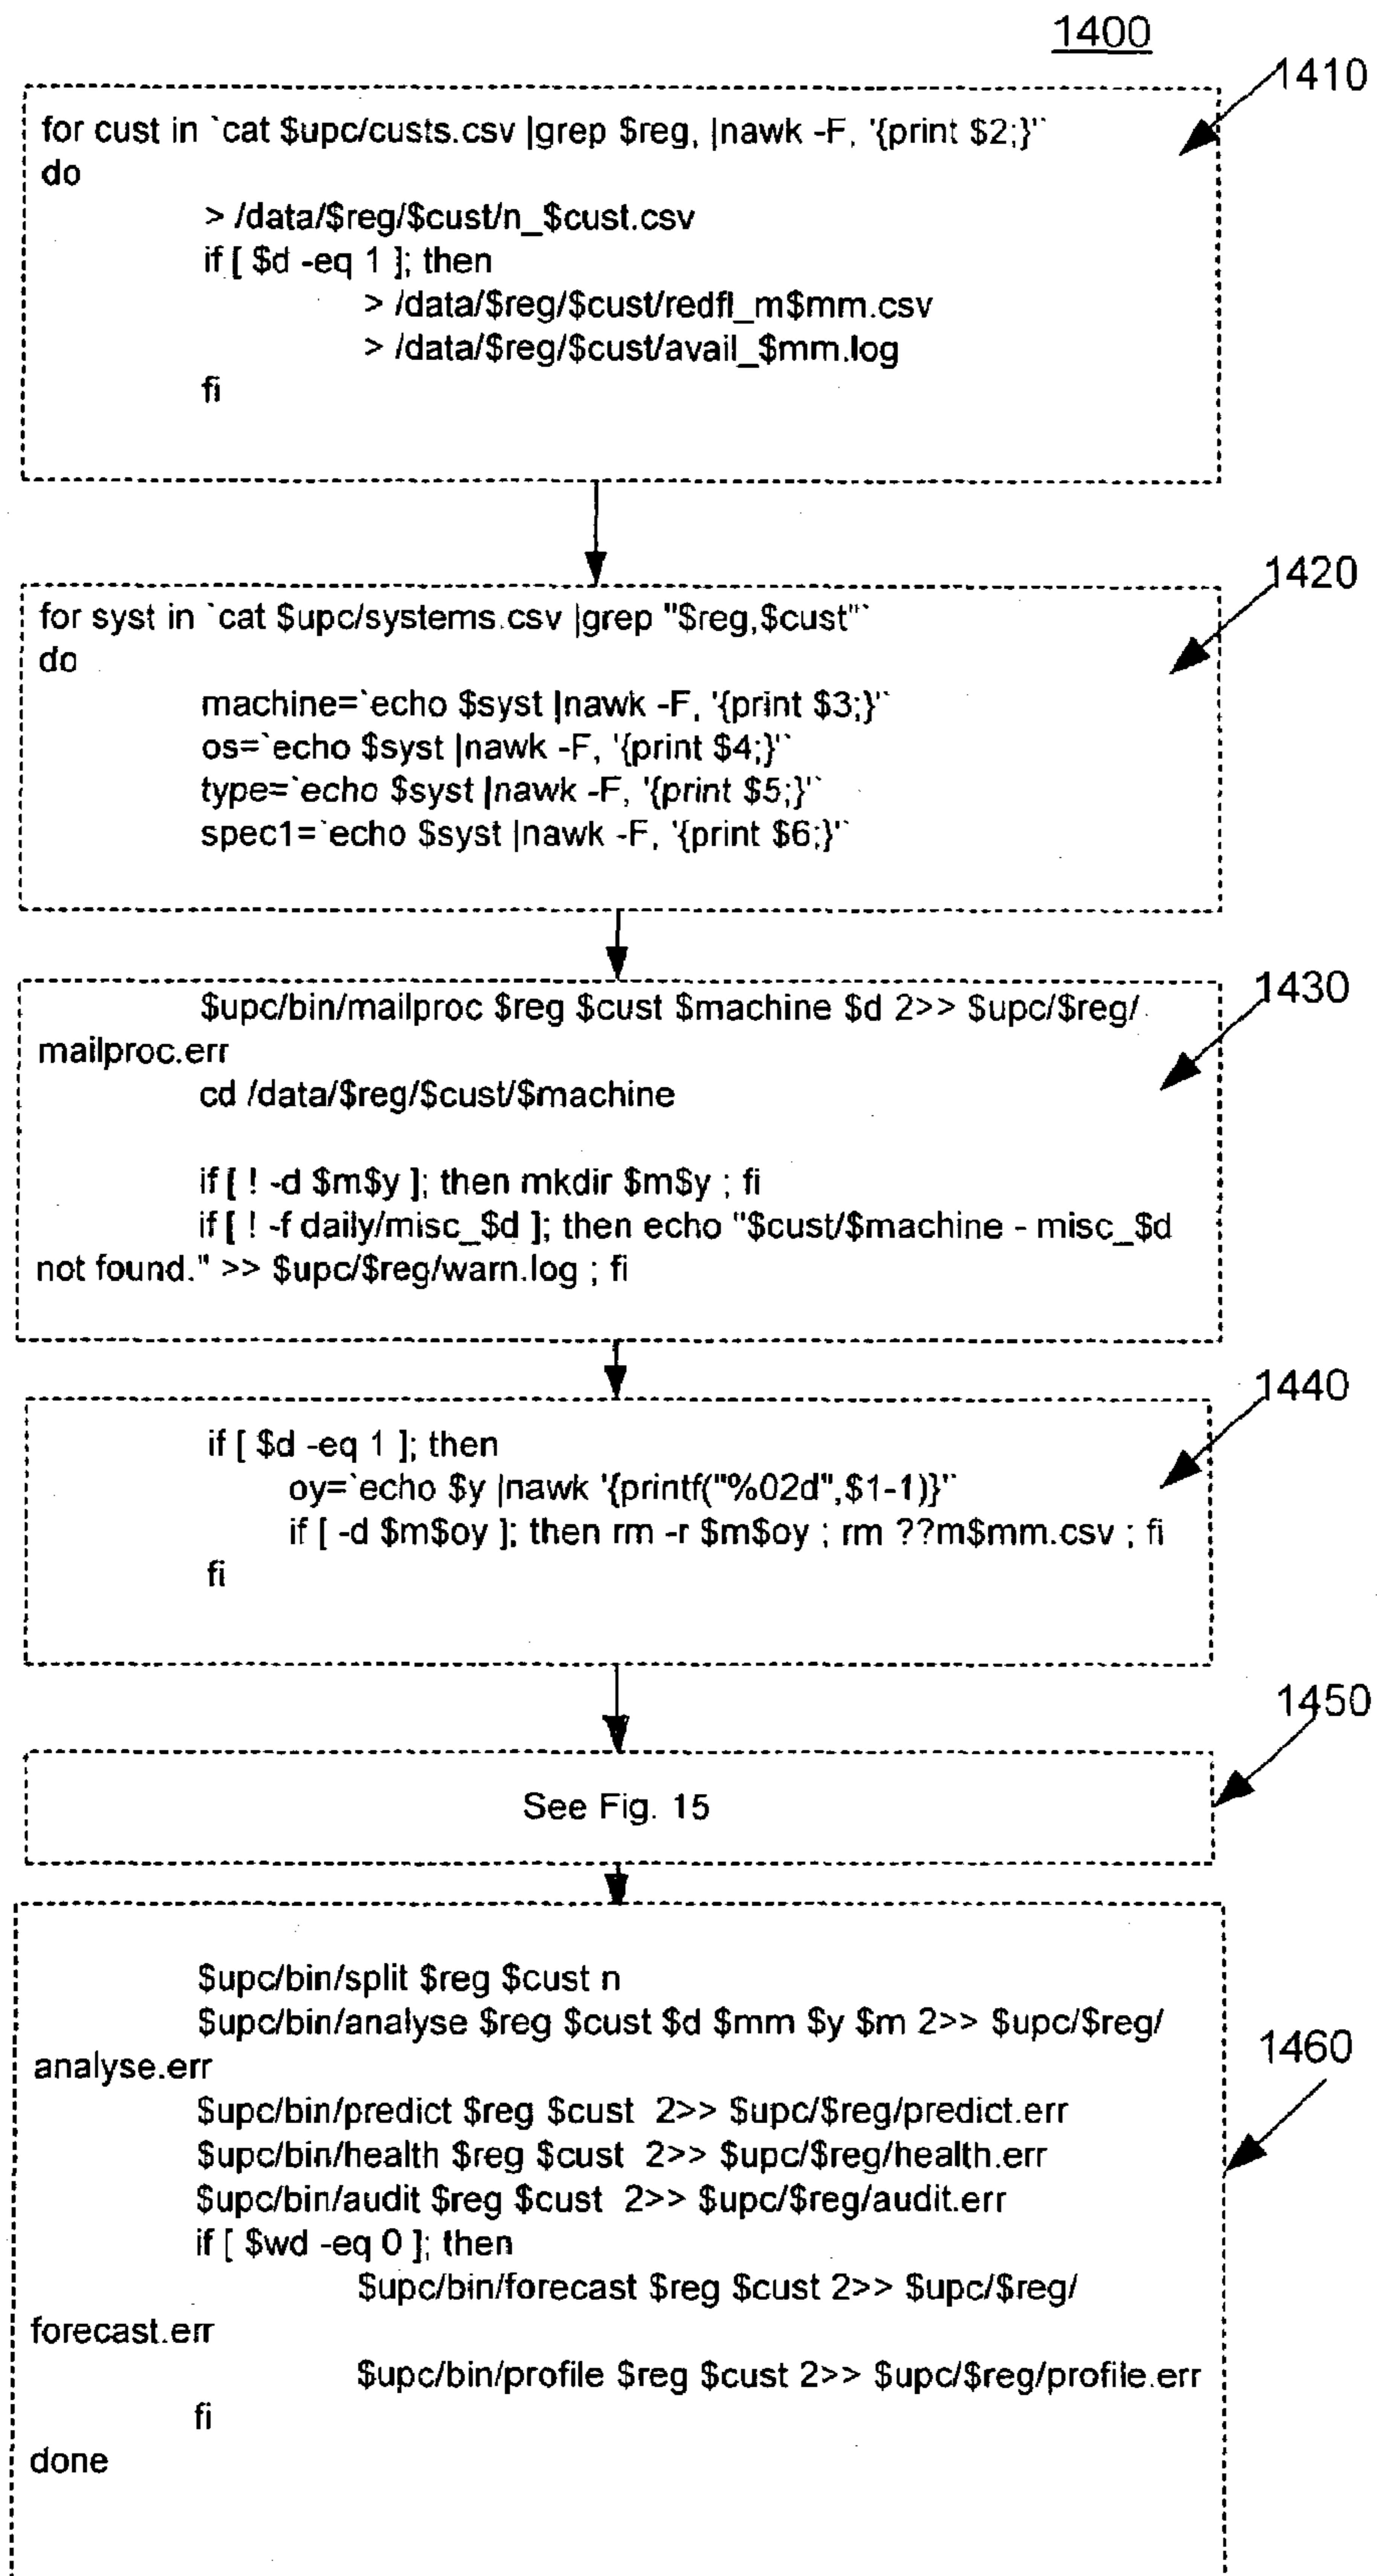 1400
1410
for cust in `cat $upc/custs.csv |grep $reg, |nawk -F, '{print $2;}'`
do
> /data/$reg/$cust/n_$cust.csv
if [ $d -eq 1 ]; then
> /data/$reg/$cust/redfl_m$mm.csv
> /data/$reg/$cust/avail_$mm.log
fi
1420
for syst in `cat $upc/systems.csv |grep "$reg,$cust"`
do
machine=`echo $syst |nawk -F, '{print $3;}'`
os=`echo $syst |nawk -F, '{print $4;}'`
type=`echo $syst |nawk -F, '{print $5;}'`
spec1=`echo $syst |nawk -F, '{print $6;}'`
1430
$upc/bin/mailproc $reg $cust $machine $d 2>> $upc/$reg/
mailproc.err
cd /data/$reg/$cust/$machine
if [ ! -d $m$y ]; then mkdir $m$y ; fi
if [ ! -f daily/misc_$d ]; then echo "$cust/$machine - misc_$d
not found." >> $upc/$reg/warn.log ; fi
1440
if [ $d -eq 1 ]; then
oy=`echo $y |nawk '{printf("%02d",$1-1)}'`
if [ -d $m$oy ]; then rm -r $m$oy ; rm ??m$mm.csv ; fi
fi
1450
See Fig. 15
1460
$upc/bin/split $reg $cust n
$upc/bin/analyse $reg $cust $d $mm $y $m 2>> $upc/$reg/
analyse.err
$upc/bin/predict $reg $cust 2>> $upc/$reg/predict.err
$upc/bin/health $reg $cust 2>> $upc/$reg/health.err
$upc/bin/audit $reg $cust 2>> $upc/$reg/audit.err
if [ $wd -eq 0 ]; then
$upc/bin/forecast $reg $cust 2>> $upc/$reg/
forecast.err
$upc/bin/profile $reg $cust 2>> $upc/$reg/profile.err
fi
done